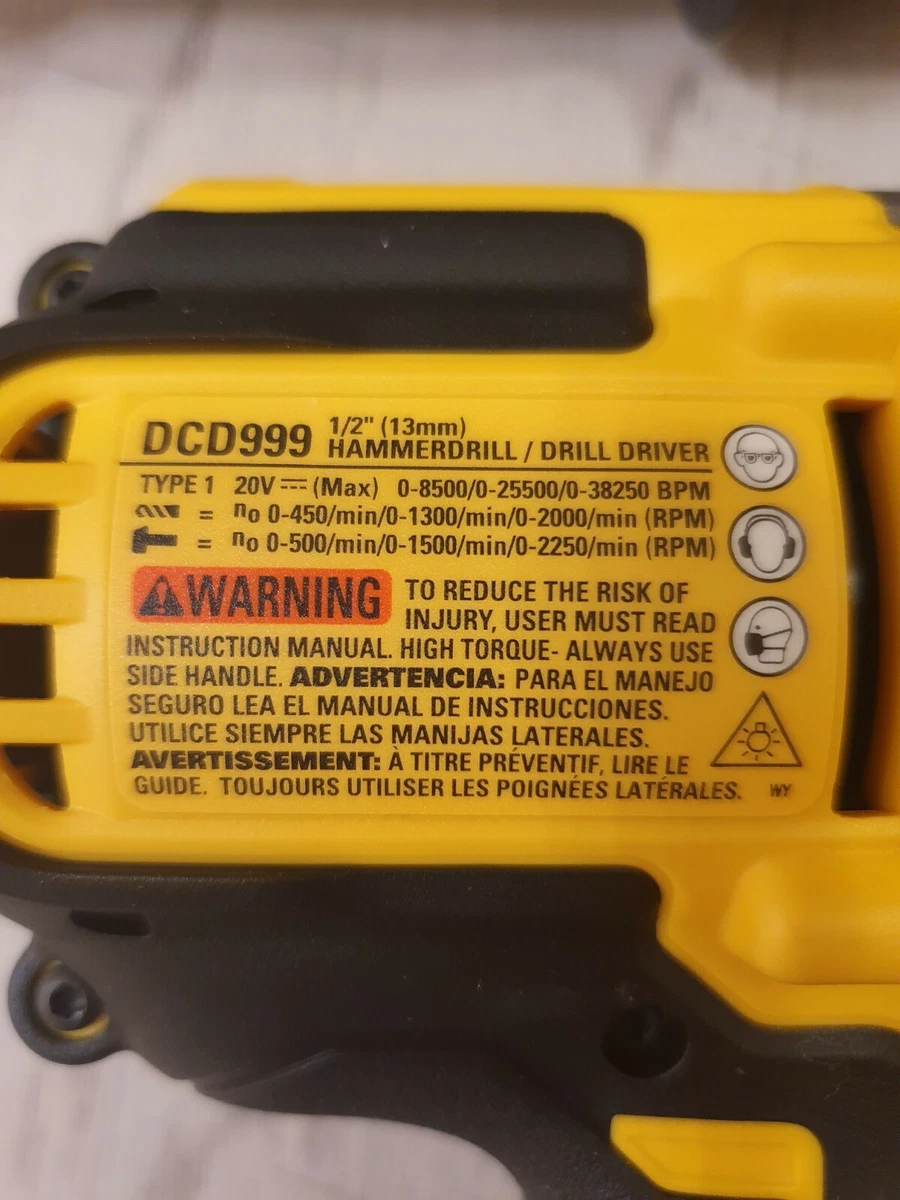 DCD999 1/2" (13mm)
HAMMERDRILL / DRILL DRIVER
TYPE 1 20V ⎓ (Max) 0-8500/0-25500/0-38250 BPM
= no 0-450/min/0-1300/min/0-2000/min (RPM)
= no 0-500/min/0-1500/min/0-2250/min (RPM)
WARNING TO REDUCE THE RISK OF
INJURY, USER MUST READ
INSTRUCTION MANUAL. HIGH TORQUE- ALWAYS USE
SIDE HANDLE. ADVERTENCIA: PARA EL MANEJO
SEGURO LEA EL MANUAL DE INSTRUCCIONES.
UTILICE SIEMPRE LAS MANIJAS LATERALES.
AVERTISSEMENT: À TITRE PRÉVENTIF, LIRE LE
GUIDE. TOUJOURS UTILISER LES POIGNÉES LATÉRALES. WY